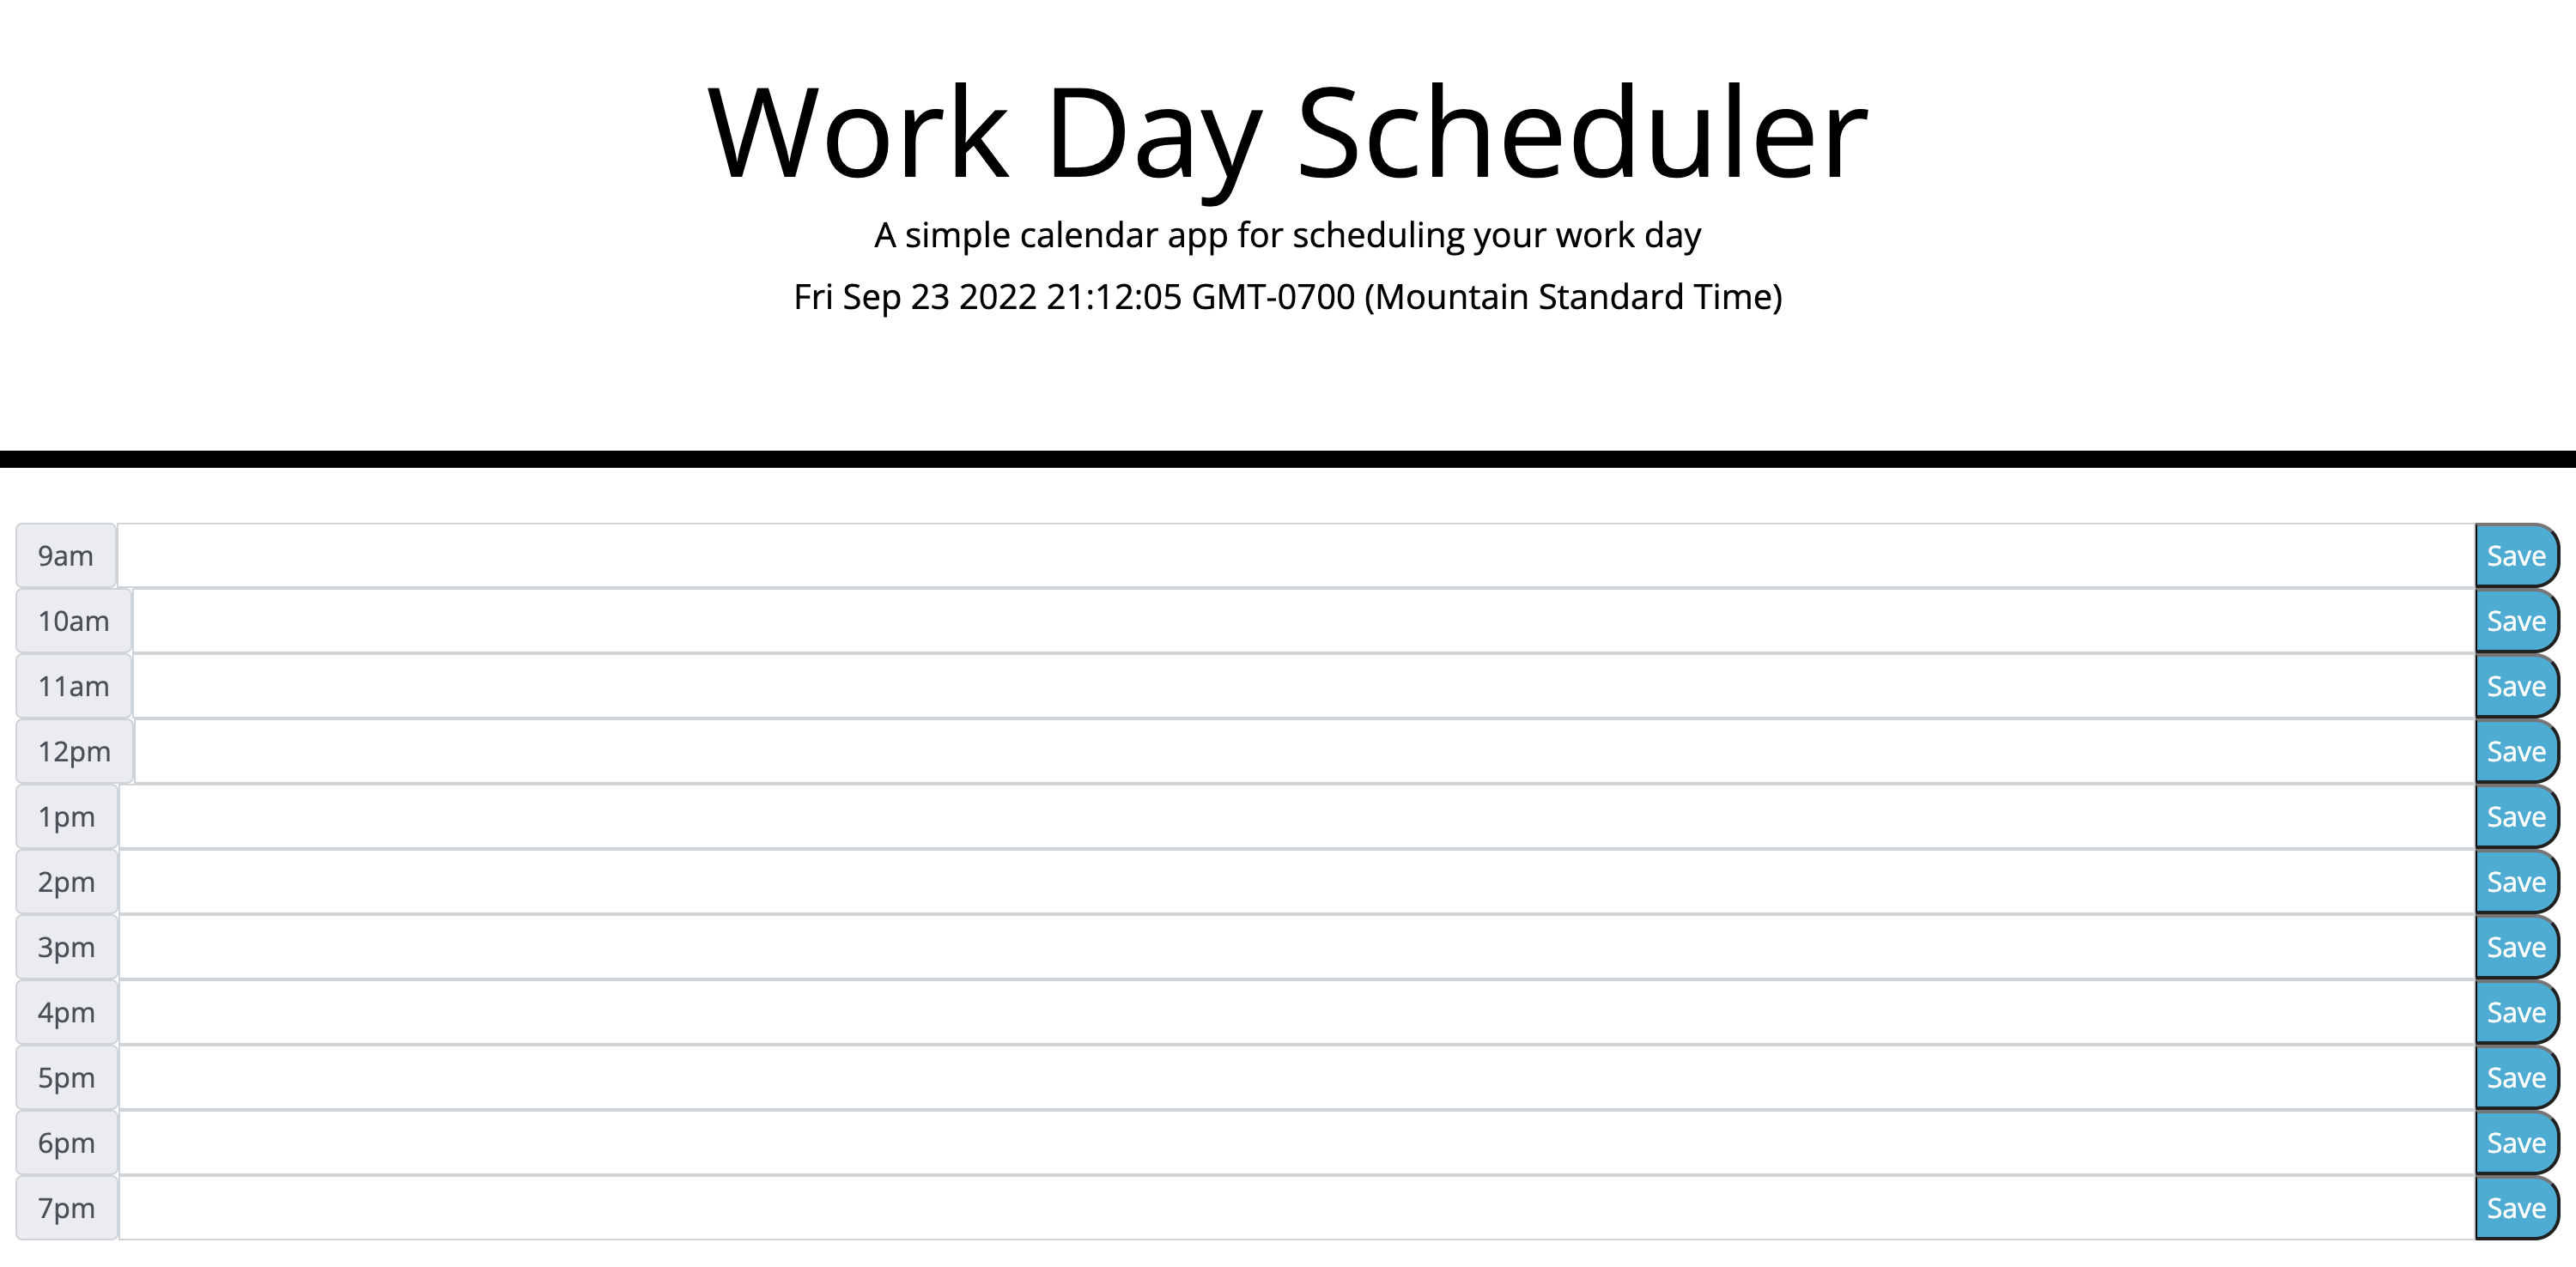 Work Day Scheduler
A simple calendar app for scheduling your work day
Fri Sep 23 2022 21:12:05 GMT-0700 (Mountain Standard Time)
9am Save
10am Save
11am Save
12pm Save
1pm Save
2pm Save
3pm Save
4pm Save
5pm Save
6pm Save
7pm Save